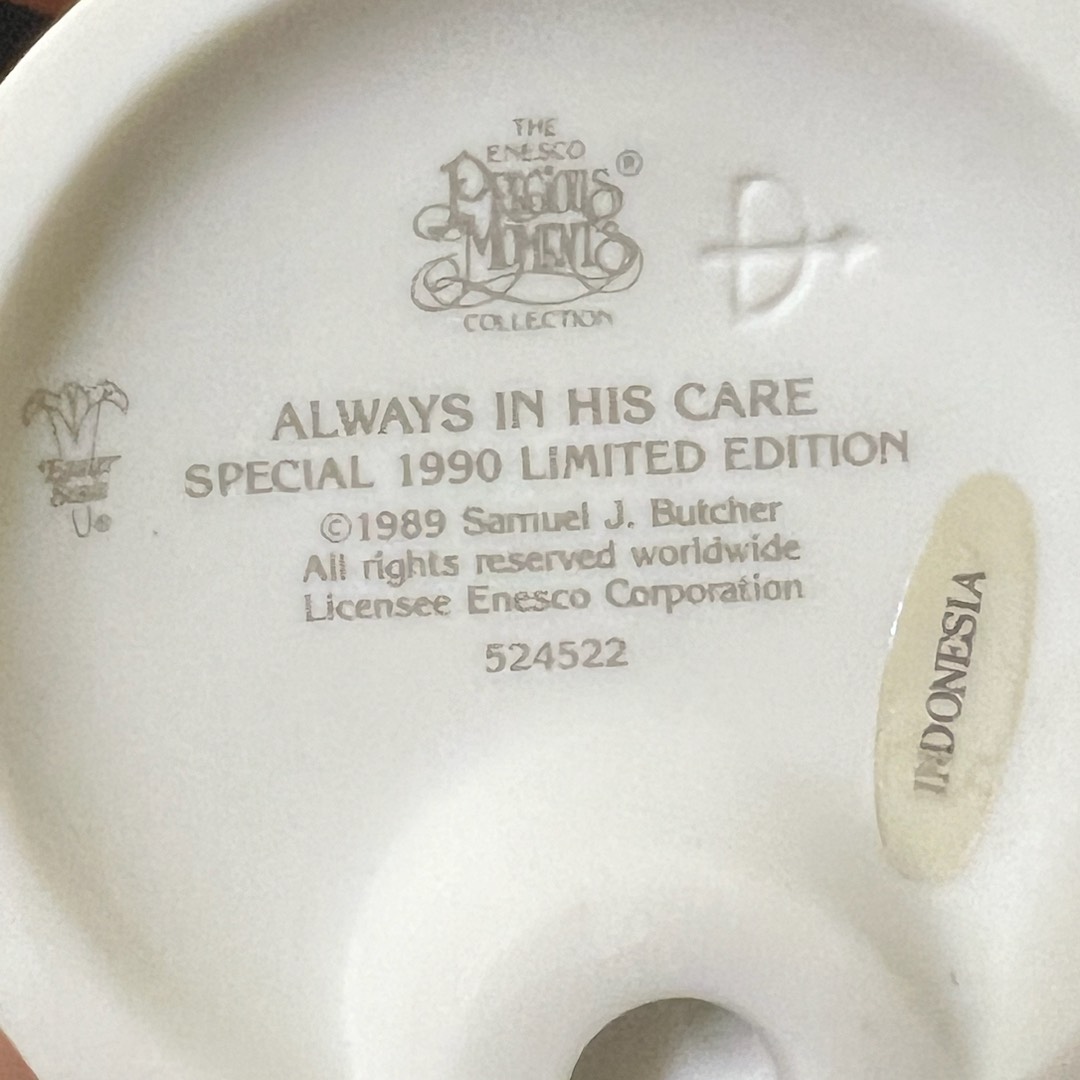 THE
ENESCO
PRECIOUS ®
MOMENTS
COLLECTION
ALWAYS IN HIS CARE
SPECIAL 1990 LIMITED EDITION
©1989 Samuel J. Butcher
All rights reserved worldwide
Licensee Enesco Corporation
524522
INDONESIA